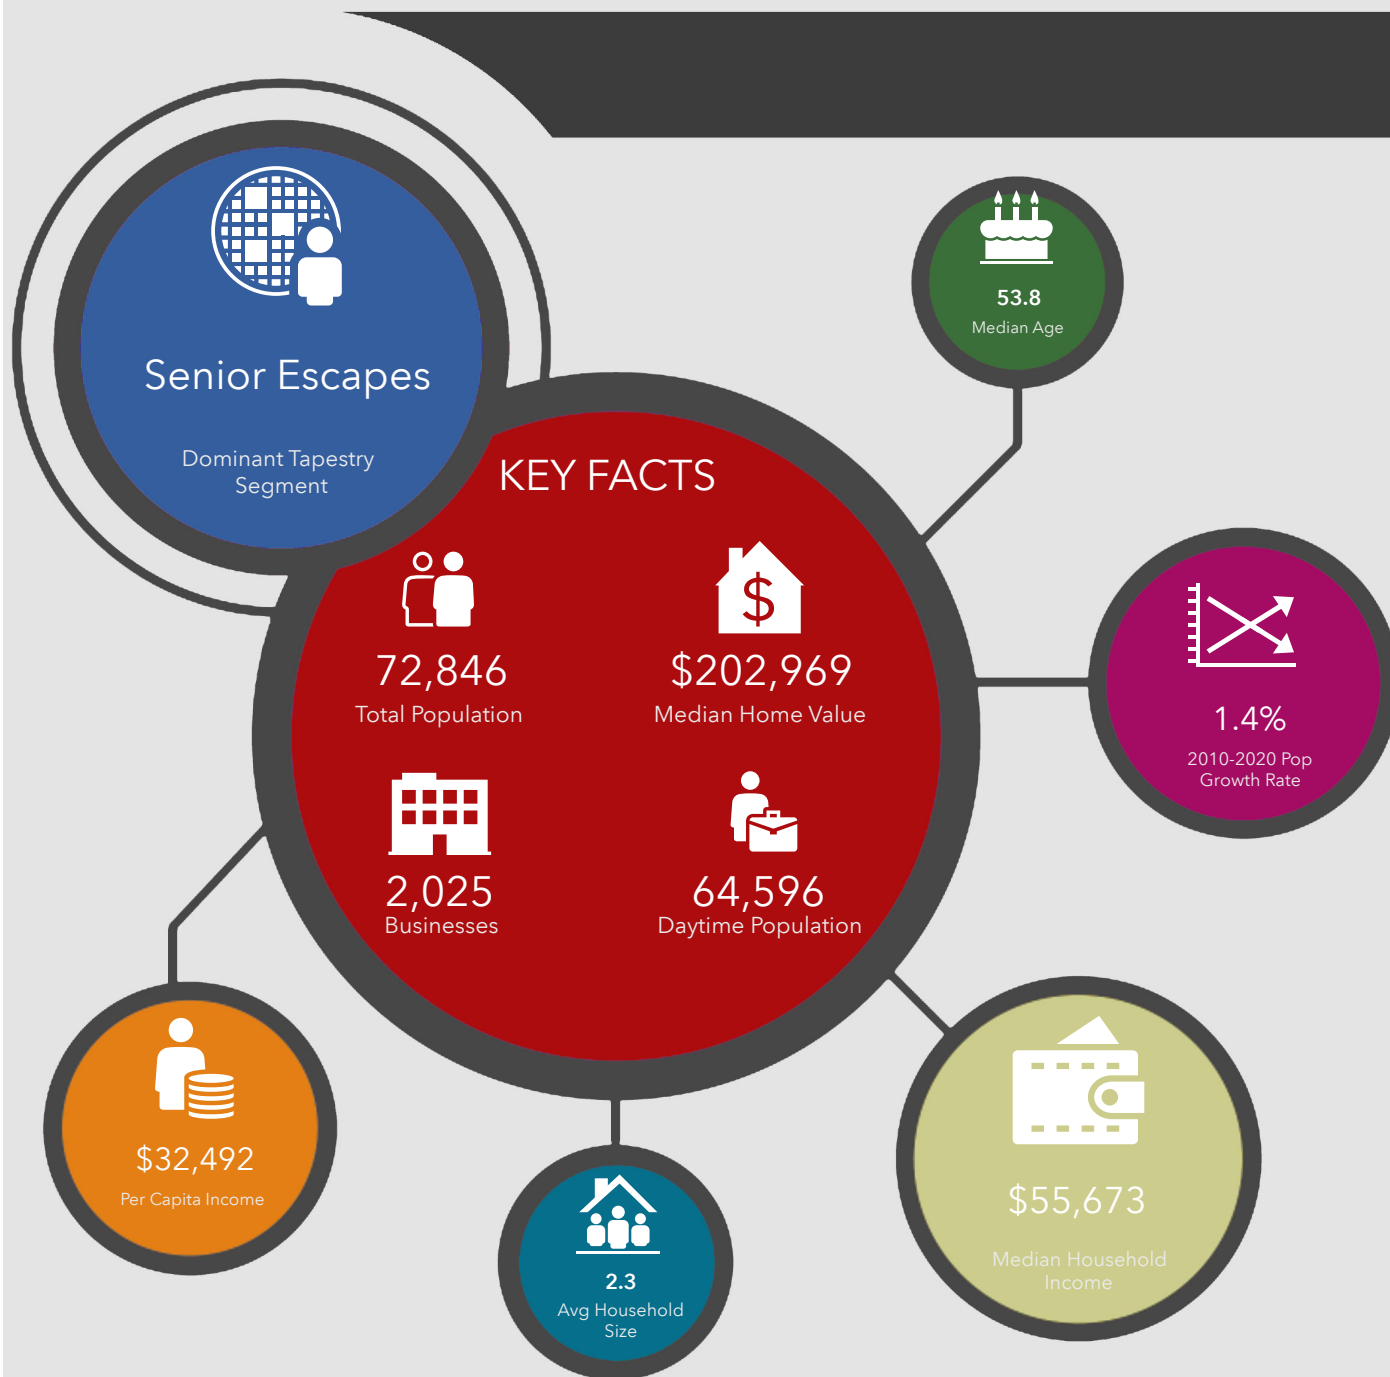 Senior Escapes
Dominant Tapestry
Segment
KEY FACTS
72,846
Total Population
$202,969
Median Home Value
2,025
Businesses
64,596
Daytime Population
53.8
Median Age
1.4%
2010-2020 Pop
Growth Rate
$32,492
Per Capita Income
2.3
Avg Household
Size
$55,673
Median Household
Income